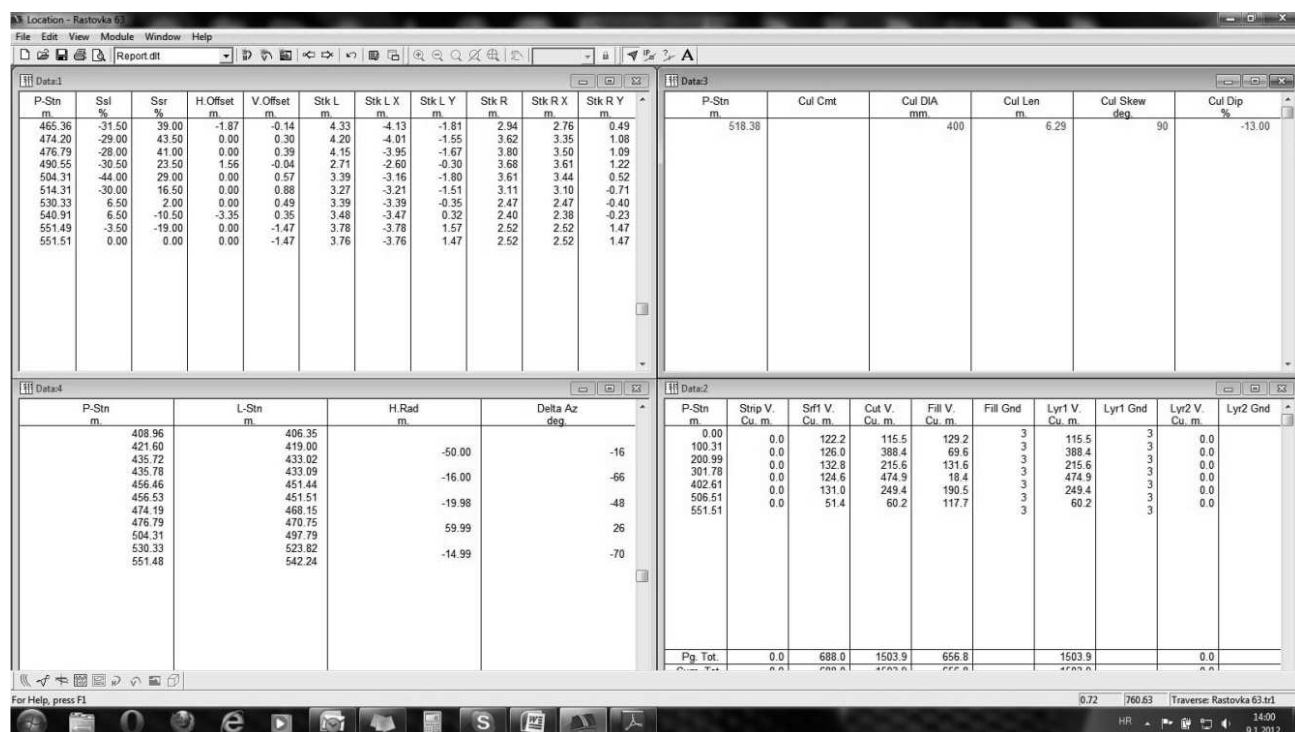 Location - Rastovka 63
File Edit View Module Window Help
Report.dlt
A
Data:1
P-Stn Ssl Ssr H.Offset V.Offset Stk L Stk L X Stk L Y Stk R Stk R X Stk R Y
m. % % m. m. m. m. m. m. m. m.
465.36 -31.50 39.00 -1.87 -0.14 4.33 -4.13 -1.81 2.94 2.76 0.49
474.20 -29.00 43.50 0.00 0.30 4.20 -4.01 -1.55 3.62 3.35 1.08
476.79 -28.00 41.00 0.00 0.39 4.15 -3.95 -1.67 3.80 3.50 1.09
490.55 -30.50 23.50 1.56 -0.04 2.71 -2.60 -0.30 3.68 3.61 1.22
504.31 -44.00 29.00 0.00 0.57 3.39 -3.16 -1.80 3.61 3.44 0.52
514.31 -30.00 16.50 0.00 0.88 3.27 -3.21 -1.51 3.11 3.10 -0.71
530.33 6.50 2.00 0.00 0.49 3.39 -3.39 -0.35 2.47 2.47 -0.40
540.91 6.50 -10.50 -3.35 0.35 3.48 -3.47 0.32 2.40 2.38 -0.23
551.49 -3.50 -19.00 0.00 -1.47 3.78 -3.78 1.57 2.52 2.52 1.47
551.51 0.00 0.00 0.00 -1.47 3.76 -3.76 1.47 2.52 2.52 1.47
Data:3
P-Stn Cul Cmt Cul DIA Cul Len Cul Skew Cul Dip
m. mm. m. deg. %
518.38 400 6.29 90 -13.00
Data:4
P-Stn L-Stn H.Rad Delta Az
m. m. m. deg.
408.96 406.35
421.60 419.00
-50.00 -16
435.72 433.02
435.78 433.09
-16.00 -66
456.46 451.44
456.53 451.51
-19.98 -48
474.19 468.15
476.79 470.75
59.99 26
504.31 497.79
530.33 523.82
-14.99 -70
551.48 542.24
Data:2
P-Stn Strip V. Srf1 V. Cut V. Fill V. Fill Gnd Lyr1 V. Lyr1 Gnd Lyr2 V. Lyr2 Gnd
m. Cu. m. Cu. m. Cu. m. Cu. m. Cu. m. Cu. m.
0.00 3 3
0.0 122.2 115.5 129.2 115.5 0.0
100.31 3 3
0.0 126.0 388.4 69.6 388.4 0.0
200.99 3 3
0.0 132.8 215.6 131.6 215.6 0.0
301.78 3 3
0.0 124.6 474.9 18.4 474.9 0.0
402.61 3 3
0.0 131.0 249.4 190.5 249.4 0.0
506.51 3 3
0.0 51.4 60.2 117.7 60.2 0.0
551.51 3 3
Pg. Tot. 0.0 688.0 1503.9 656.8 1503.9 0.0
For Help, press F1
0.72 760.63 Traverse: Rastovka 63.tr1
HR
14:00
9.1.2012